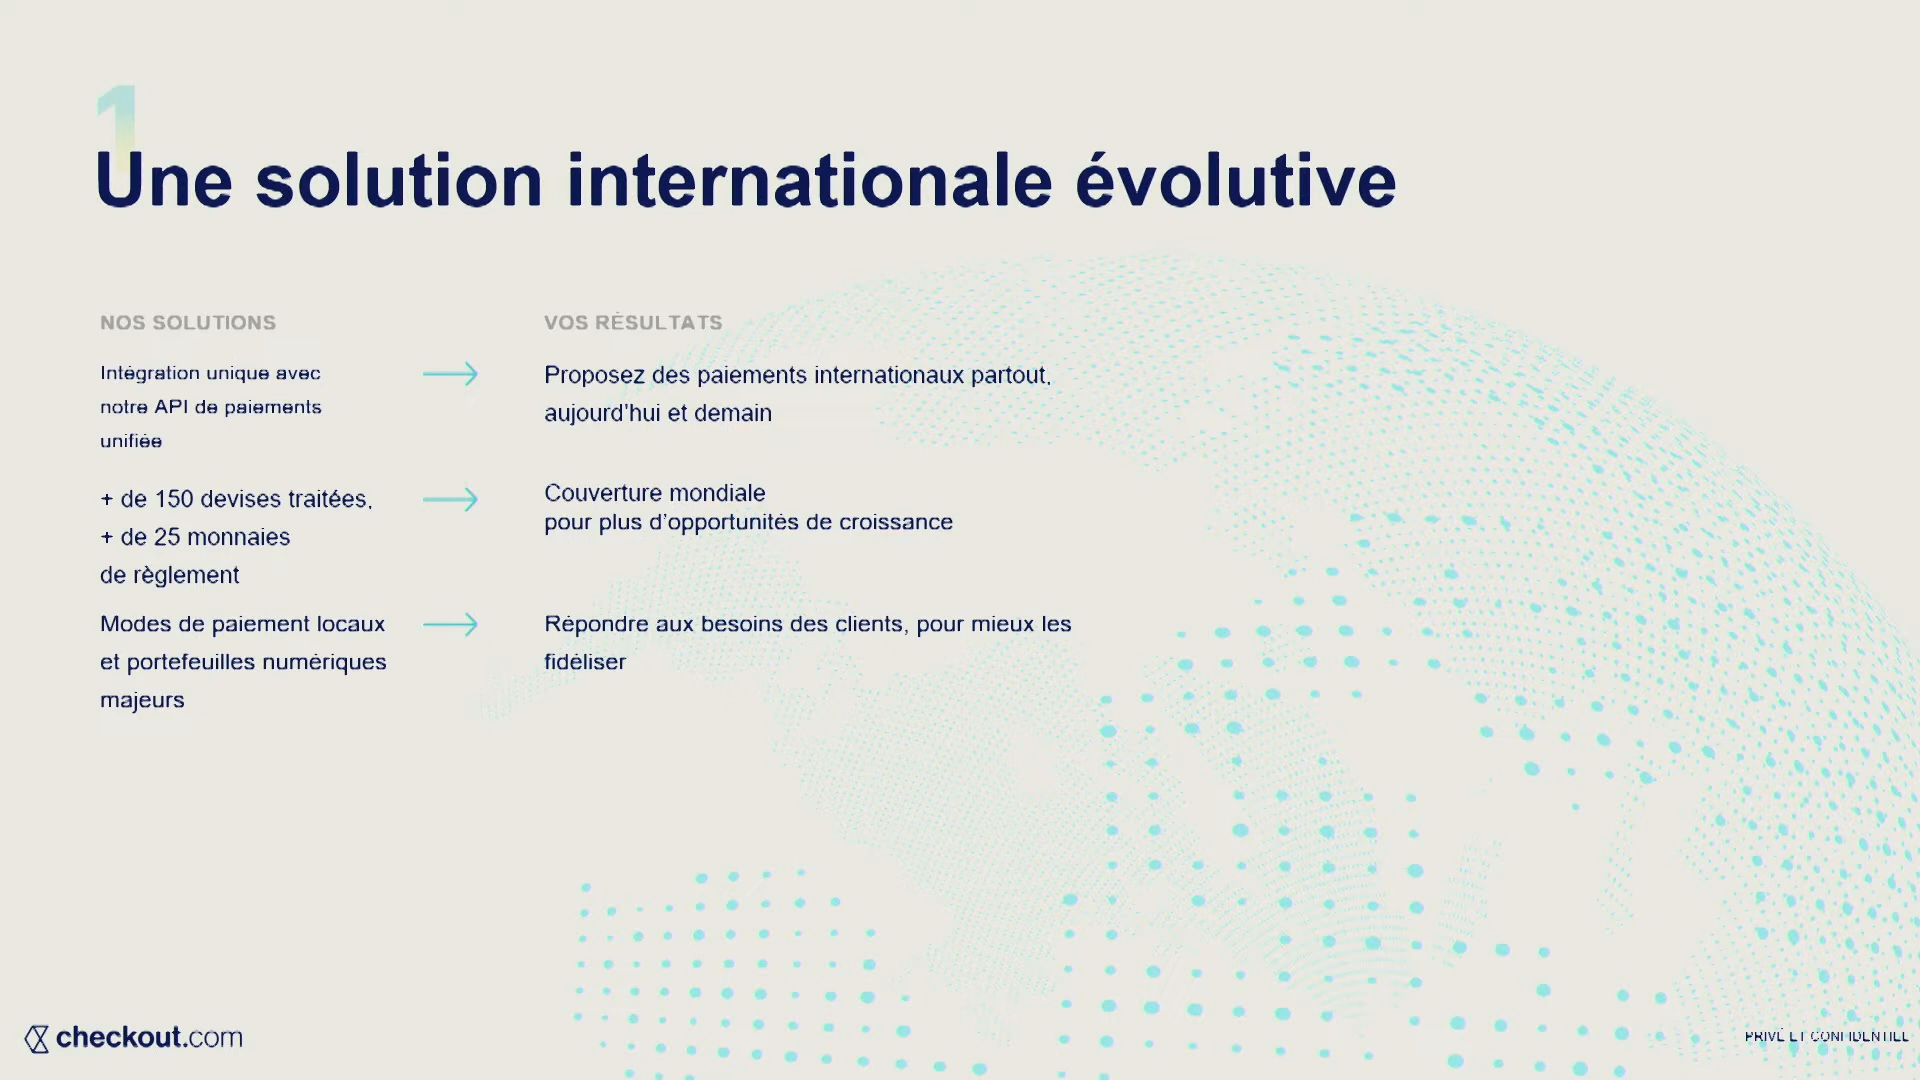 1
Une solution internationale évolutive
NOS SOLUTIONS
VOS RÉSULTATS
Intégration unique avec
notre API de paiements
unifiée
Proposez des paiements internationaux partout,
aujourd'hui et demain
+ de 150 devises traitées,
+ de 25 monnaies
de règlement
Couverture mondiale
pour plus d’opportunités de croissance
Modes de paiement locaux
et portefeuilles numériques
majeurs
Répondre aux besoins des clients, pour mieux les
fidéliser
checkout.com
PRIVÉ ET CONFIDENTIEL